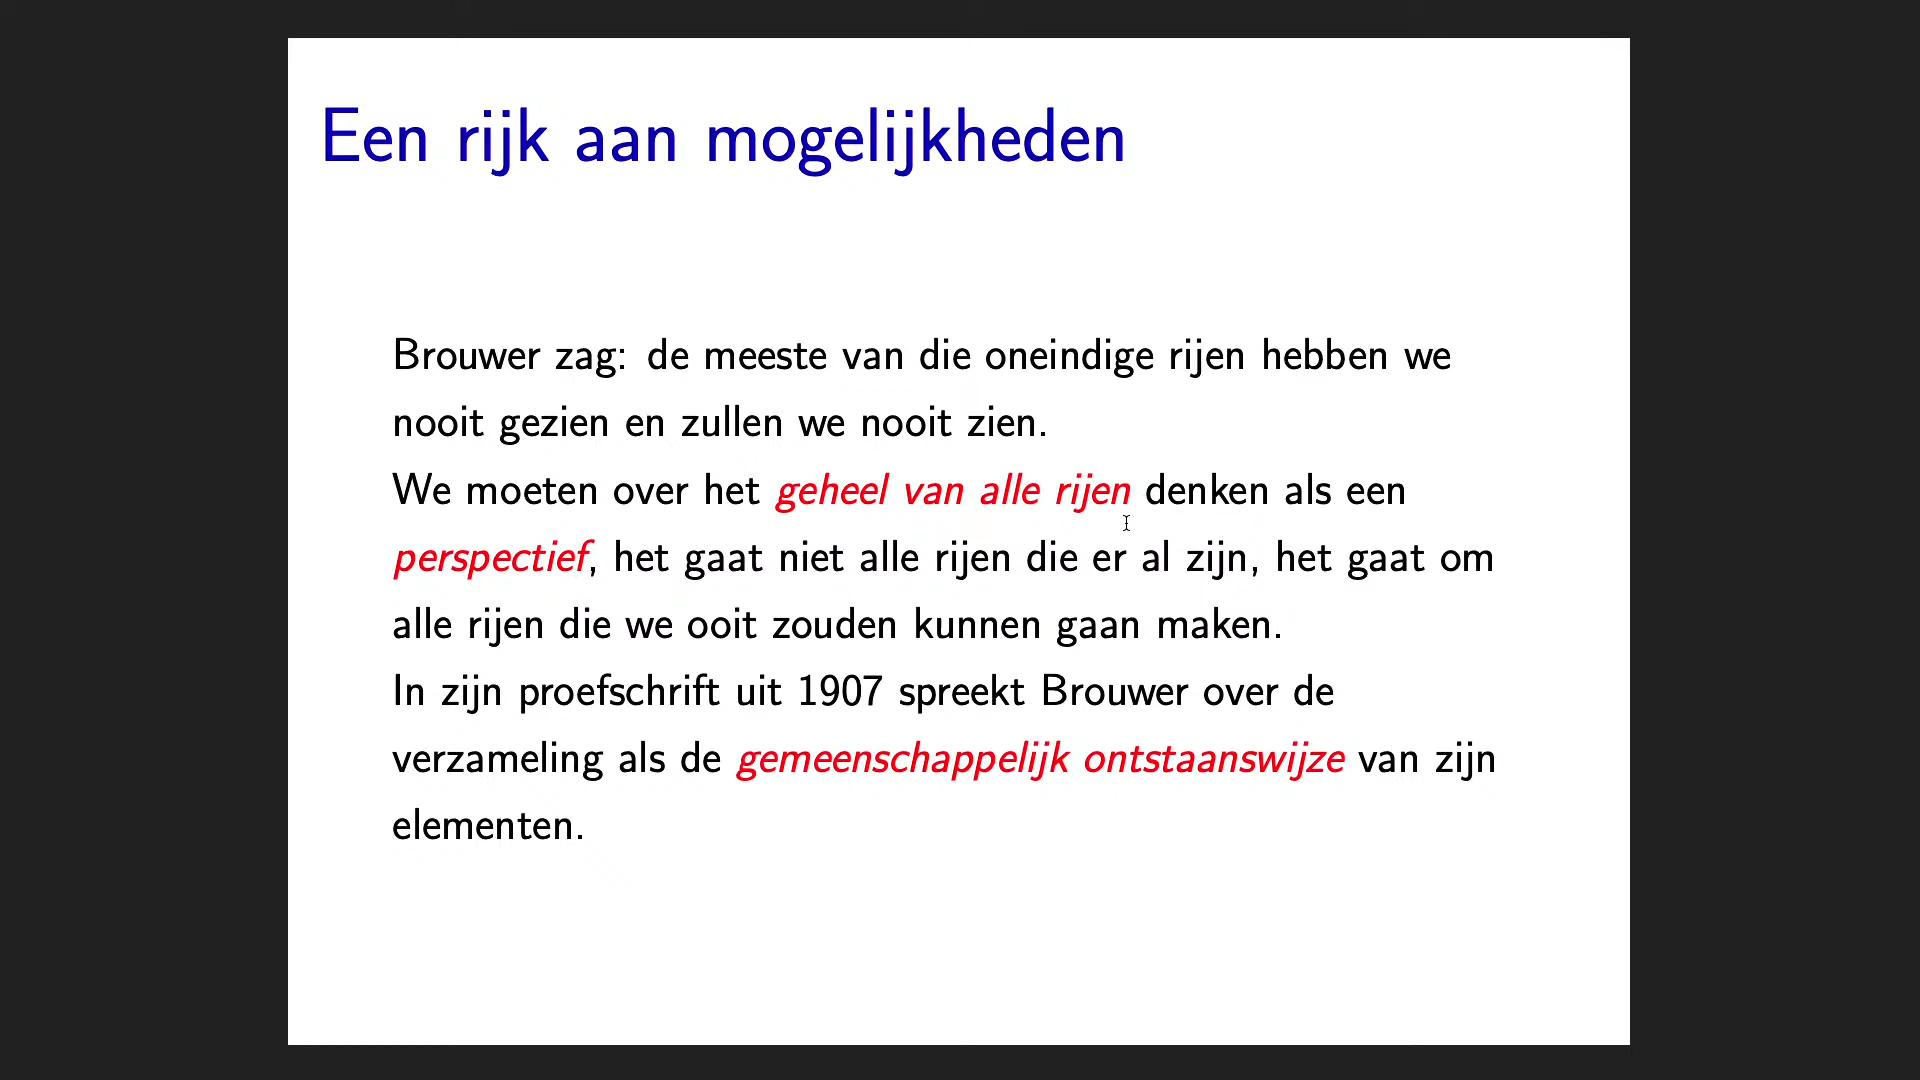 Een rijk aan mogelijkheden
Brouwer zag: de meeste van die oneindige rijen hebben we
nooit gezien en zullen we nooit zien.
We moeten over het geheel van alle rijen denken als een
perspectief, het gaat niet alle rijen die er al zijn, het gaat om
alle rijen die we ooit zouden kunnen gaan maken.
In zijn proefschrift uit 1907 spreekt Brouwer over de
verzameling als de gemeenschappelijk ontstaanswijze van zijn
elementen.